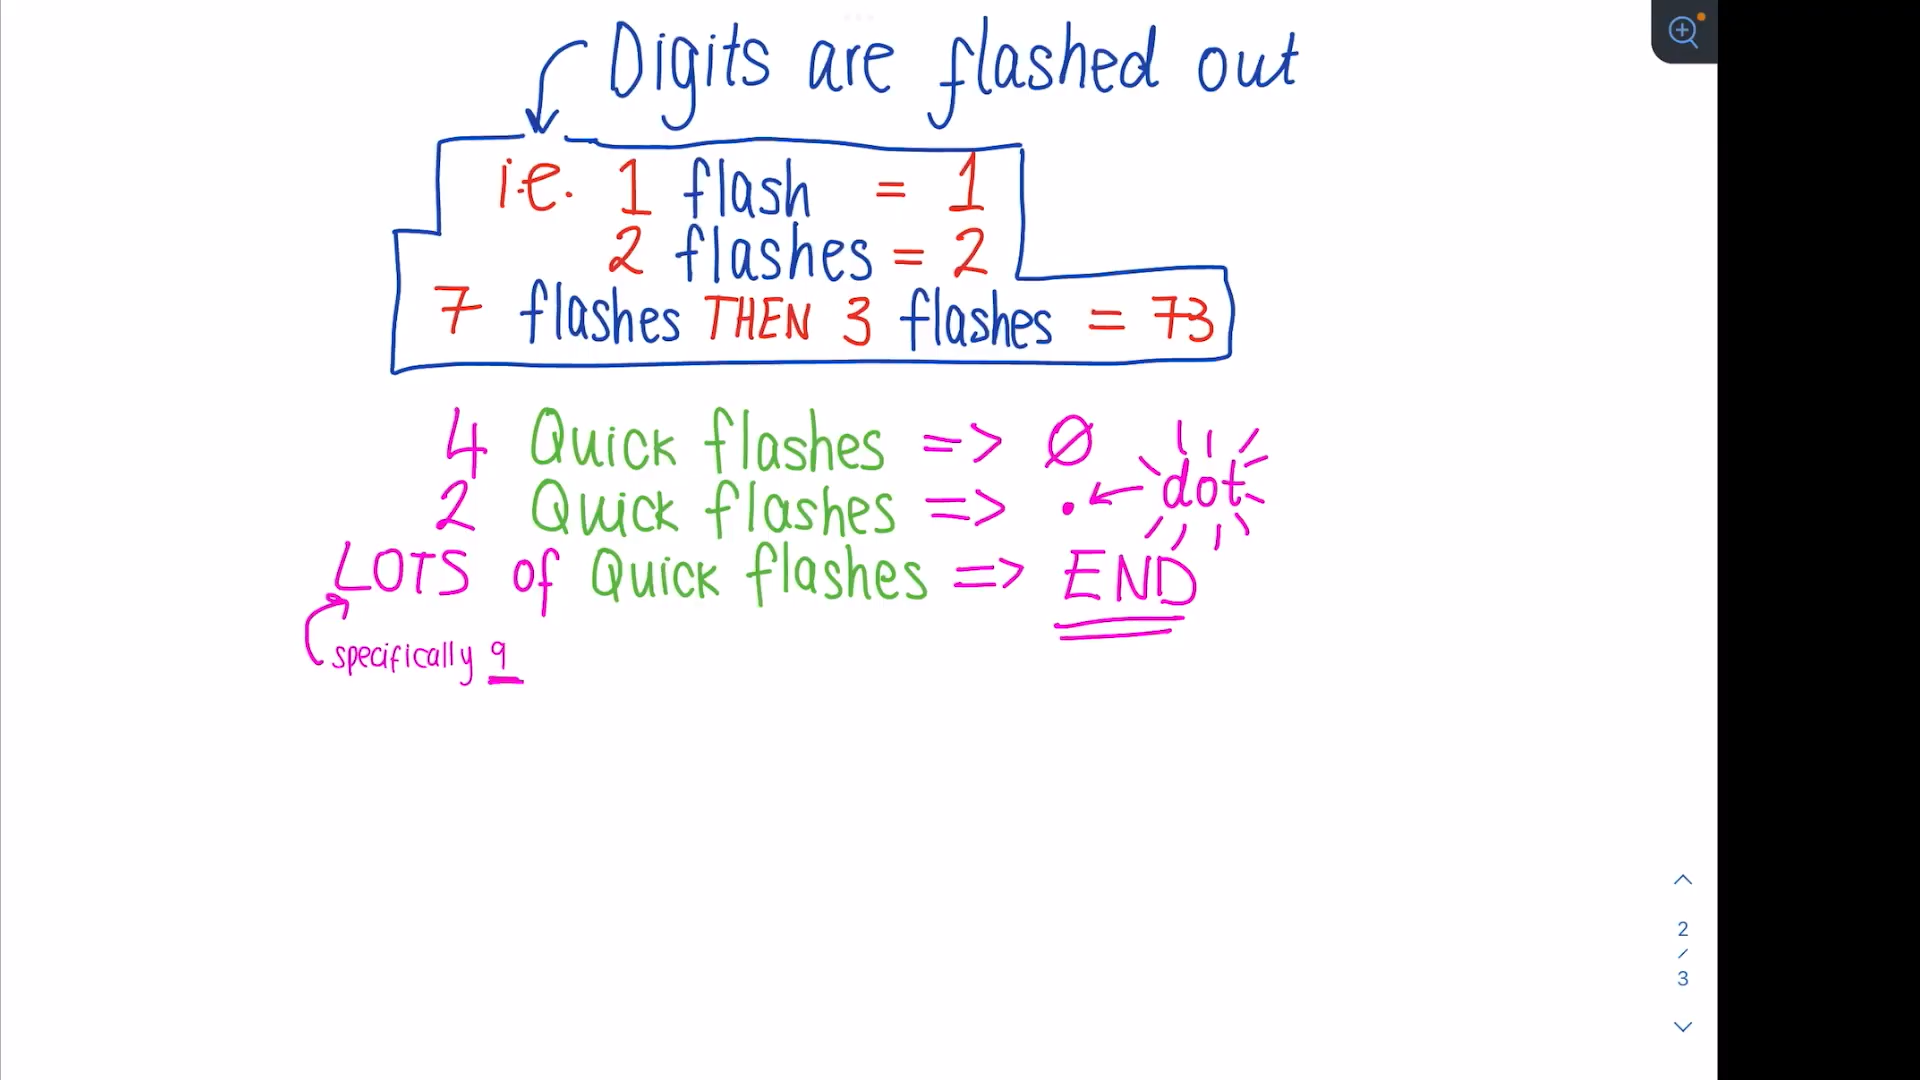 Digits are flashed out
i.e. 1 flash = 1
2 flashes = 2
7 flashes THEN 3 flashes = 73
4 Quick flashes => Ø
2 Quick flashes => . dot
LOTS of Quick flashes => END
specifically 9
2
/
3